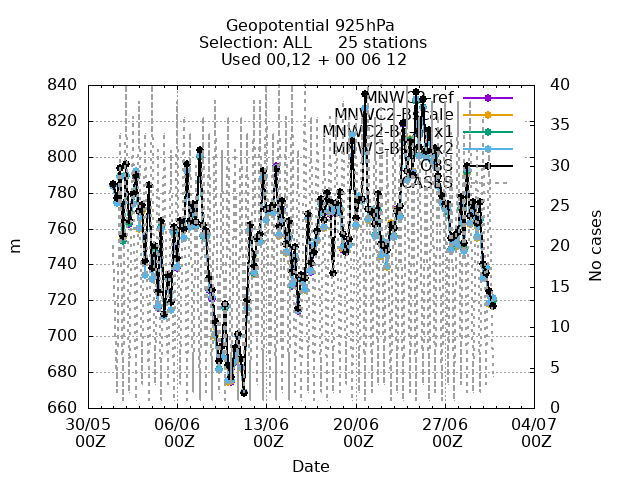 Geopotential 925hPa
Selection: ALL 25 stations
Used 00,12 + 00 06 12
840
820
800
780
760
740
720
700
680
660
m
40
35
30
25
20
15
10
5
0
No cases
OBS
CASES
30/05 00Z
06/06 00Z
13/06 00Z
20/06 00Z
27/06 00Z
04/07 00Z
Date